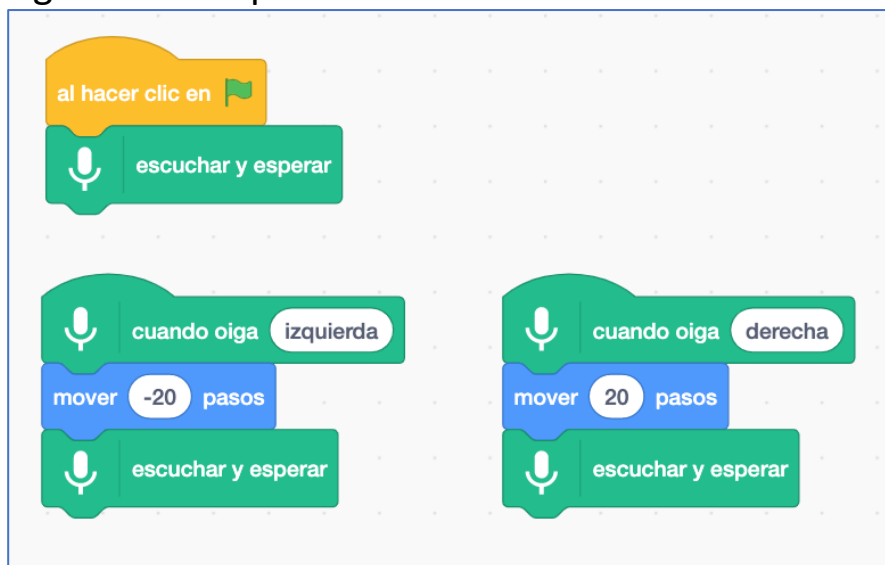 al hacer clic en
escuchar y esperar
cuando oiga izquierda
mover -20 pasos
escuchar y esperar
cuando oiga derecha
mover 20 pasos
escuchar y esperar